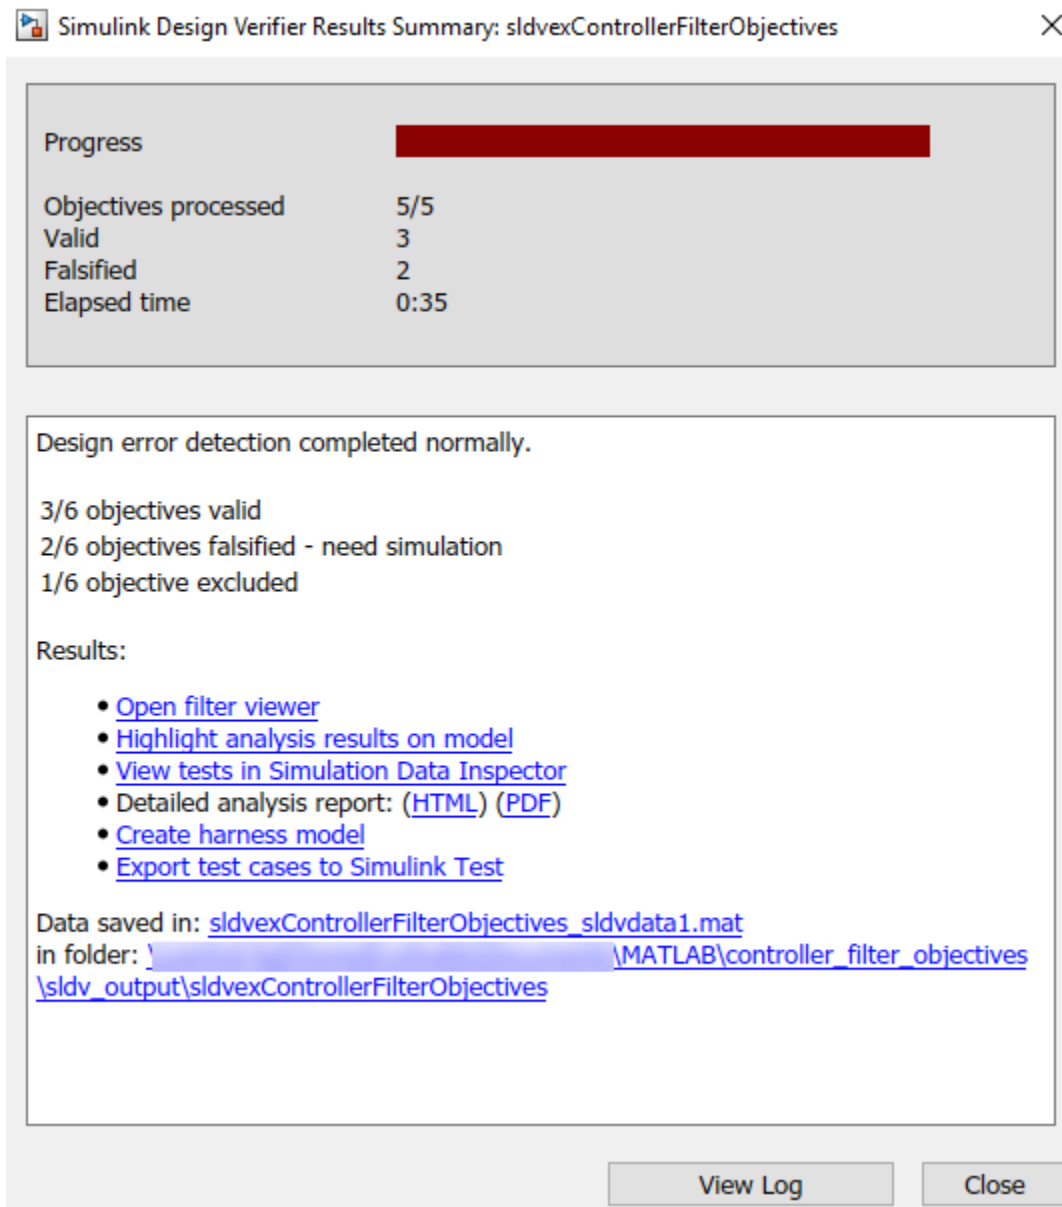 Simulink Design Verifier Results Summary: sldvexControllerFilterObjectives
Progress
Objectives processed 5/5
Valid 3
Falsified 2
Elapsed time 0:35
Design error detection completed normally.
3/6 objectives valid
2/6 objectives falsified - need simulation
1/6 objective excluded
Results:
• Open filter viewer
• Highlight analysis results on model
• View tests in Simulation Data Inspector
• Detailed analysis report: (HTML) (PDF)
• Create harness model
• Export test cases to Simulink Test
Data saved in: sldvexControllerFilterObjectives_sldvdata1.mat
in folder: \ \MATLAB\controller_filter_objectives
\sldv_output\sldvexControllerFilterObjectives
View Log Close